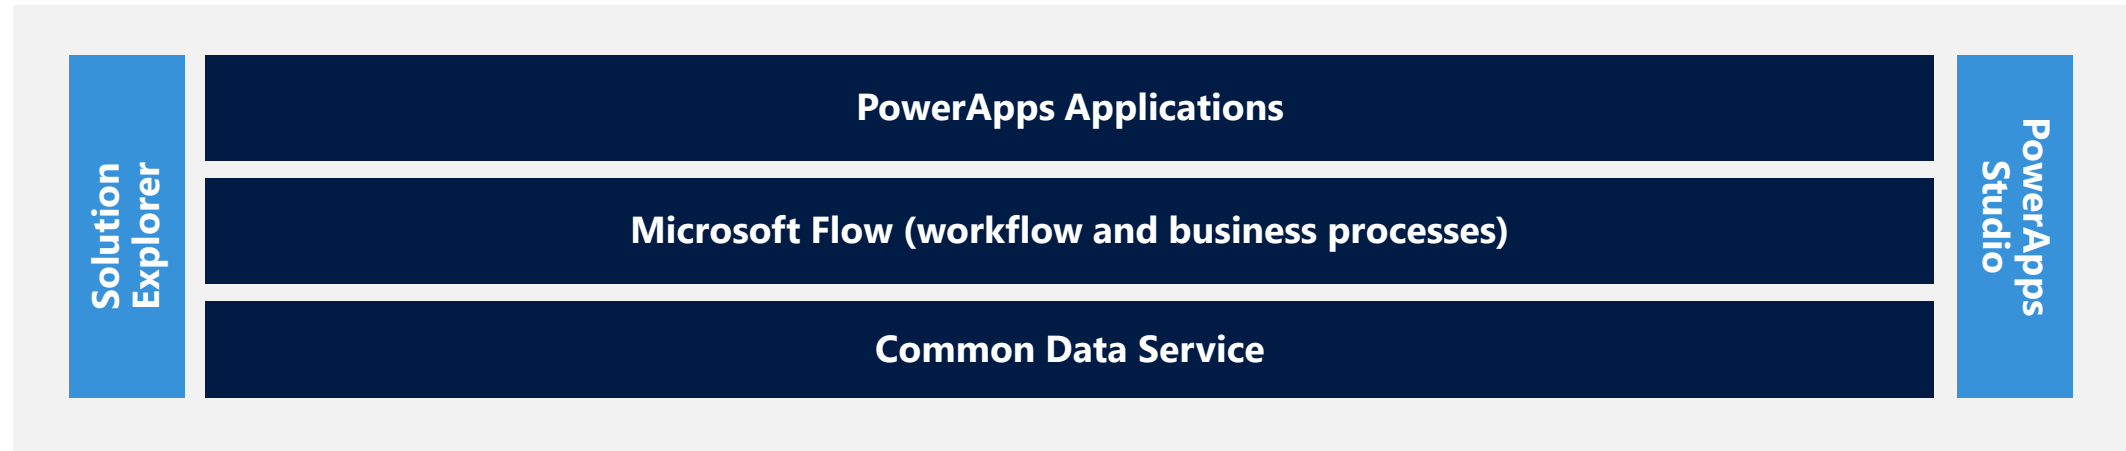 Solution
Explorer
PowerApps Applications
Microsoft Flow (workflow and business processes)
Common Data Service
PowerApps
Studio